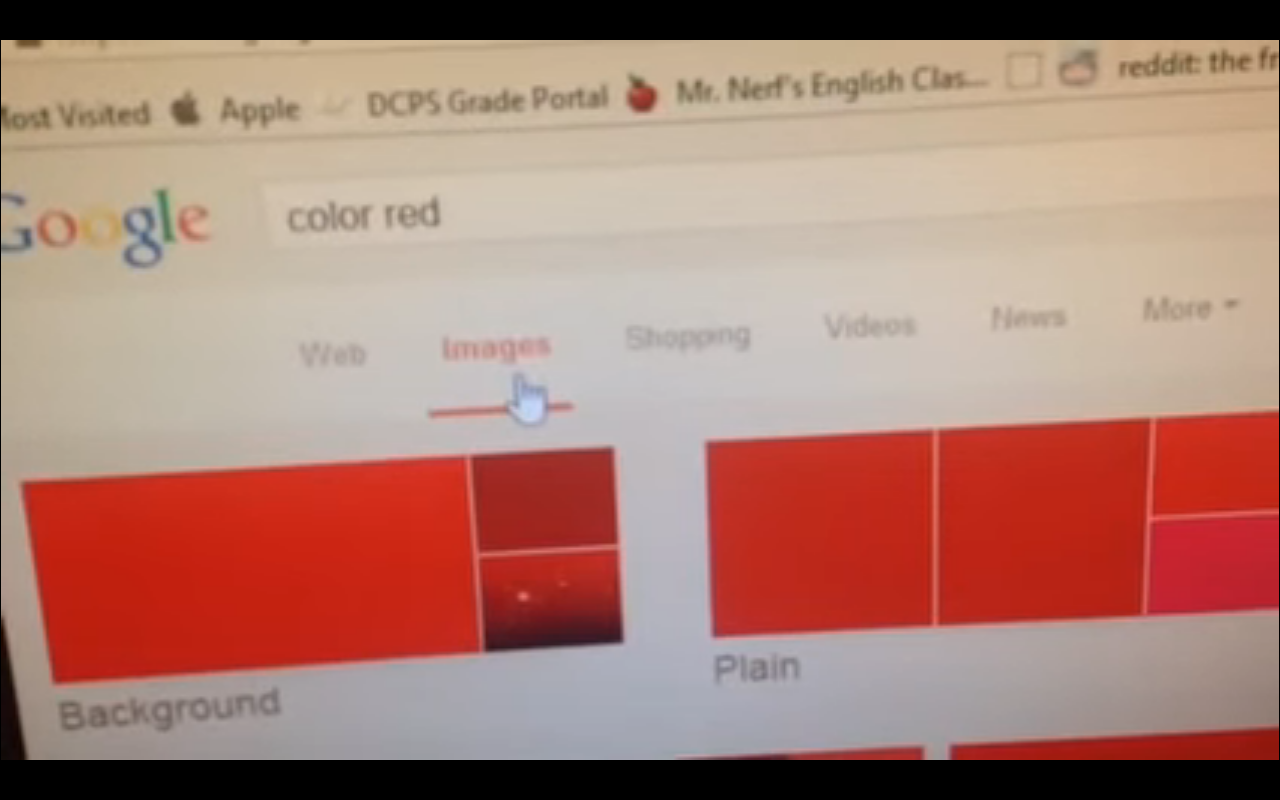 Most Visited Apple DCPS Grade Portal Mr. Nerf's English Clas... reddit: the fr
Google color red
Web Images Shopping Videos News More
Background Plain